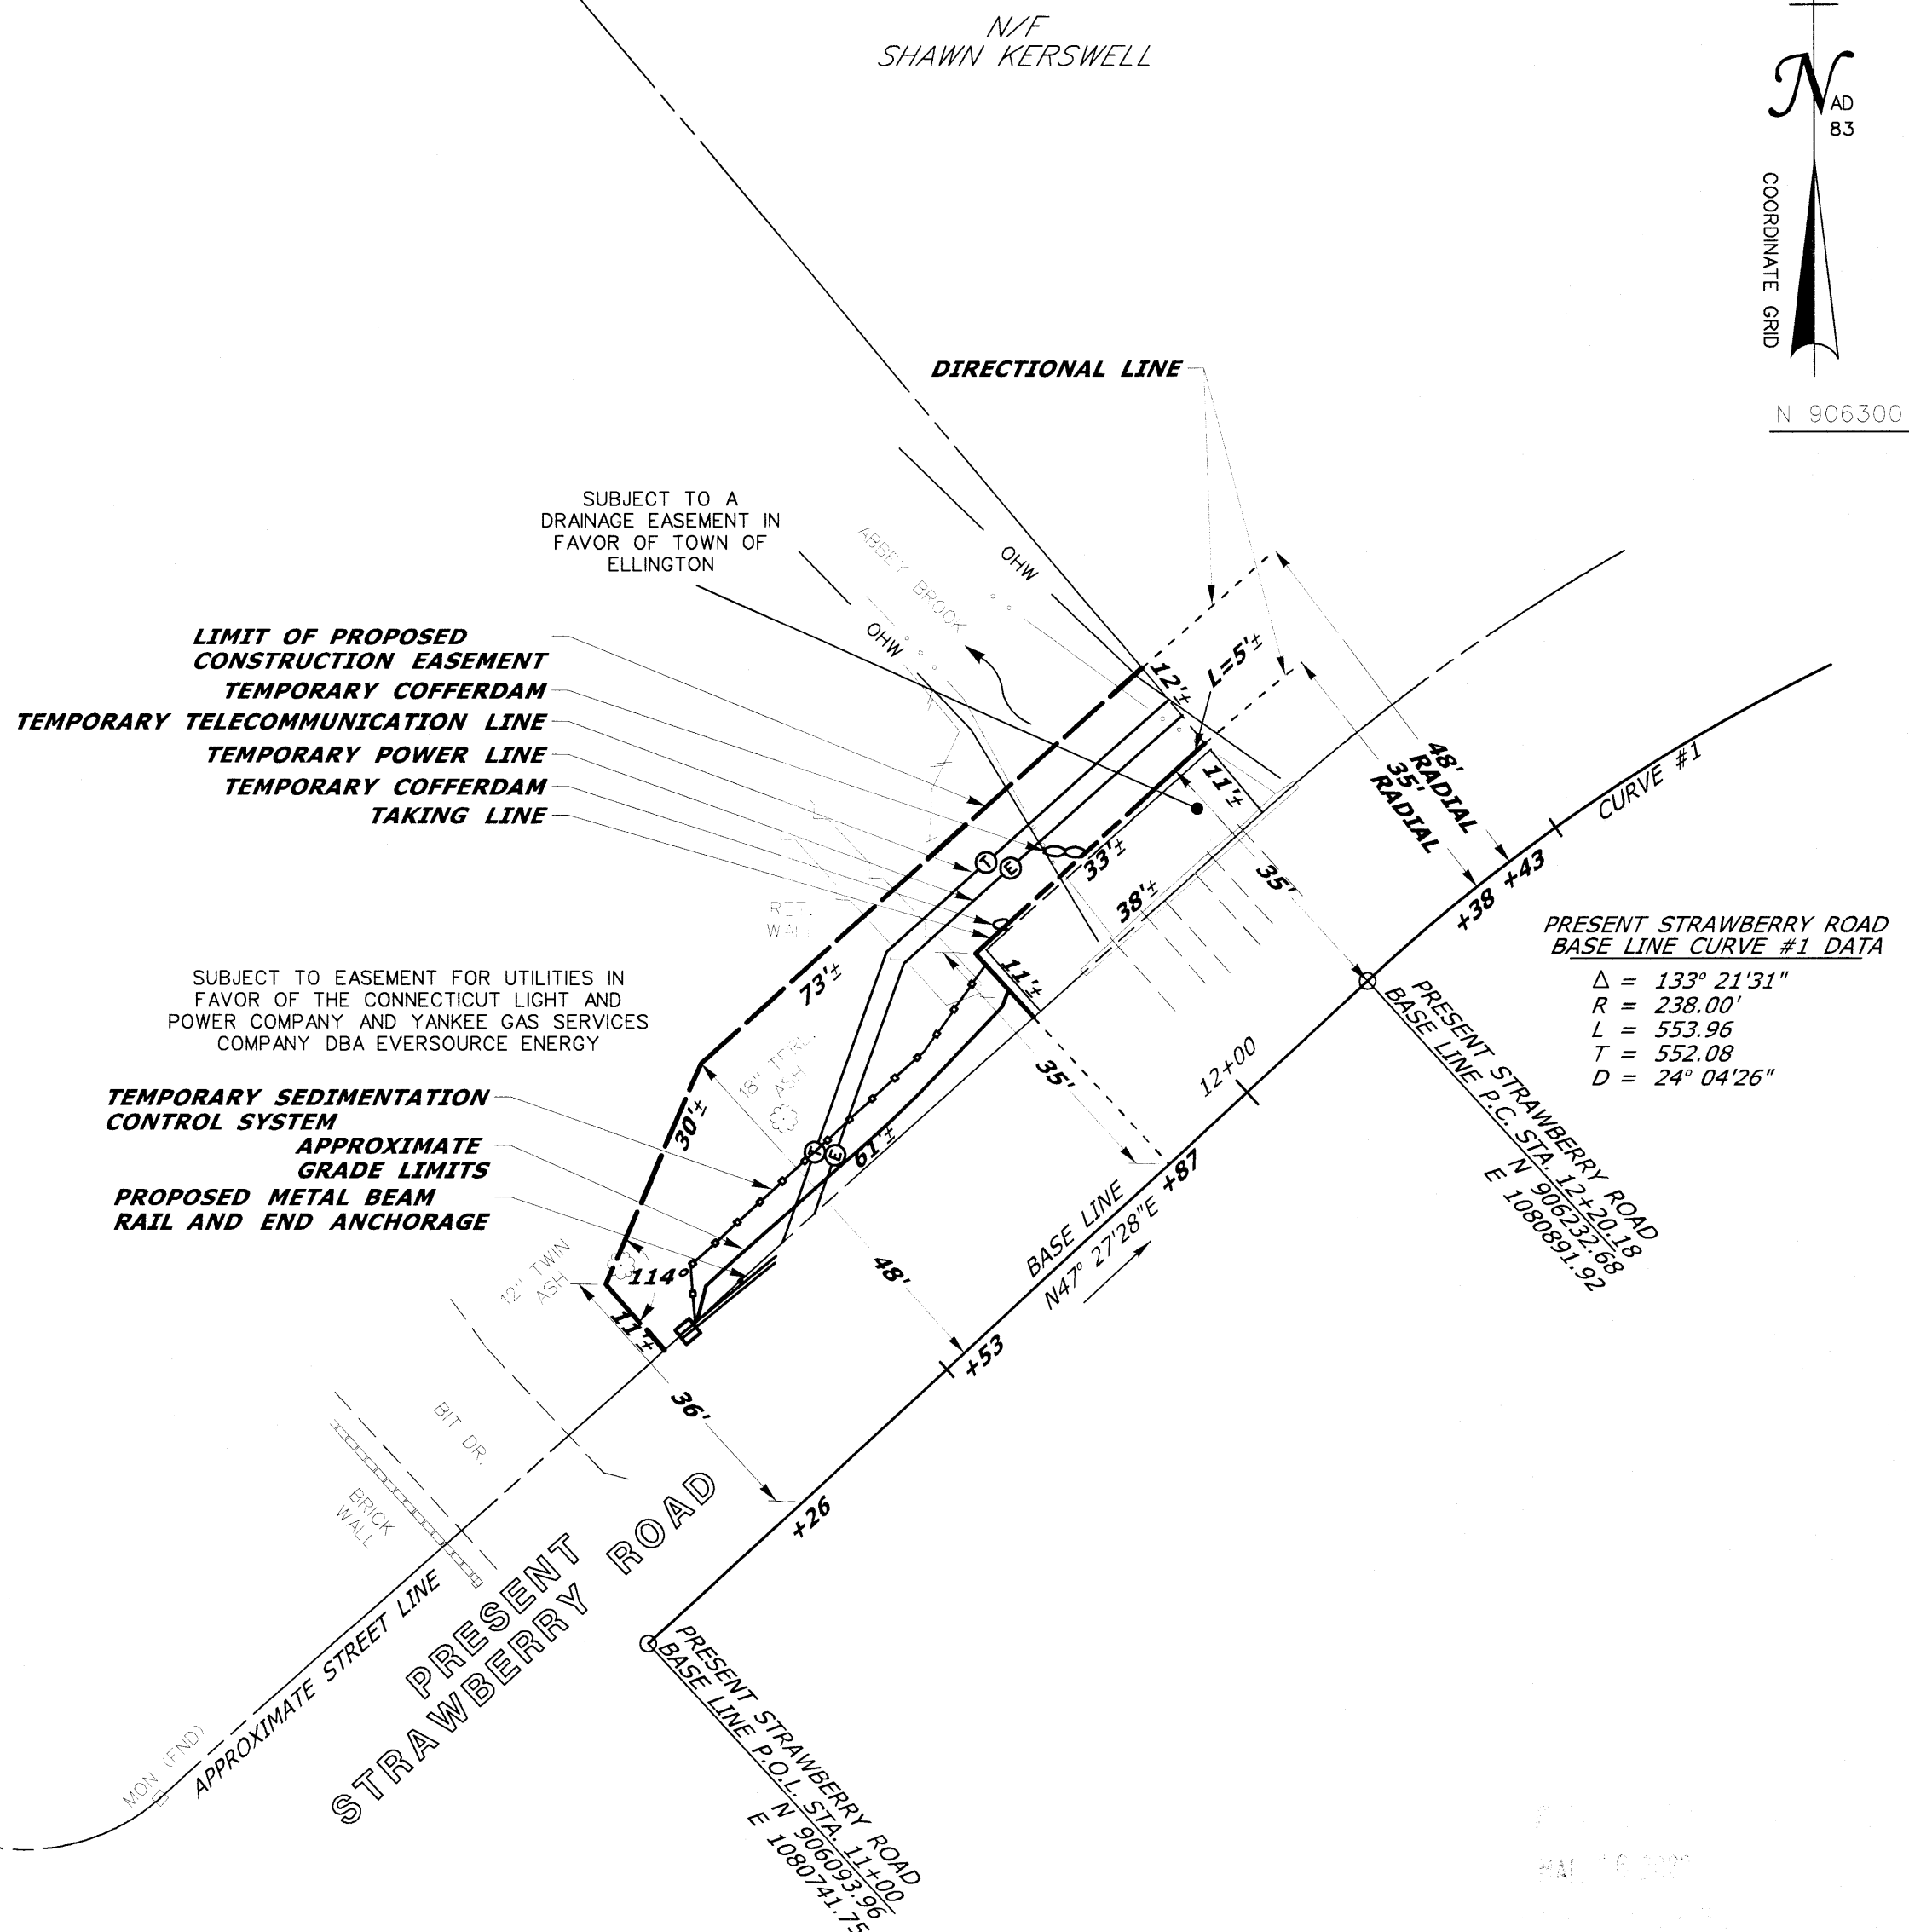 N/F
SHAWN KERSWELL
N
AD
83
COORDINATE GRID
N 906300
DIRECTIONAL LINE
SUBJECT TO A
DRAINAGE EASEMENT IN
FAVOR OF TOWN OF
ELLINGTON
ABBEY BROOK
OHW
OHW
LIMIT OF PROPOSED
CONSTRUCTION EASEMENT
TEMPORARY COFFERDAM
TEMPORARY TELECOMMUNICATION LINE
TEMPORARY POWER LINE
TEMPORARY COFFERDAM
TAKING LINE
12'±
L=5'±
11'±
48'
RADIAL
35'
RADIAL
CURVE #1
T
E
33'±
38'±
35'
+38
+43
RET.
WALL
73'±
11'±
35'
12+00
PRESENT STRAWBERRY ROAD
BASE LINE CURVE #1 DATA
Δ = 133° 21'31"
R = 238.00'
L = 553.96
T = 552.08
D = 24° 04'26"
SUBJECT TO EASEMENT FOR UTILITIES IN
FAVOR OF THE CONNECTICUT LIGHT AND
POWER COMPANY AND YANKEE GAS SERVICES
COMPANY DBA EVERSOURCE ENERGY
PRESENT STRAWBERRY ROAD
BASE LINE P.C. STA. 12+20.18
N 906232.68
E 1080891.92
TEMPORARY SEDIMENTATION
CONTROL SYSTEM
APPROXIMATE
GRADE LIMITS
PROPOSED METAL BEAM
RAIL AND END ANCHORAGE
30'±
18" TERL.
ASH
T
E
61'±
+87
BASE LINE
N47° 27'28"E
12" TWIN
ASH
114°
11'±
48'
+53
36'
+26
BIT DR.
BRICK
WALL
PRESENT
STRAWBERRY ROAD
APPROXIMATE STREET LINE
MON (FND)
PRESENT STRAWBERRY ROAD
BASE LINE P.O.L. STA. 11+00
N 906093.96
E 1080741.75